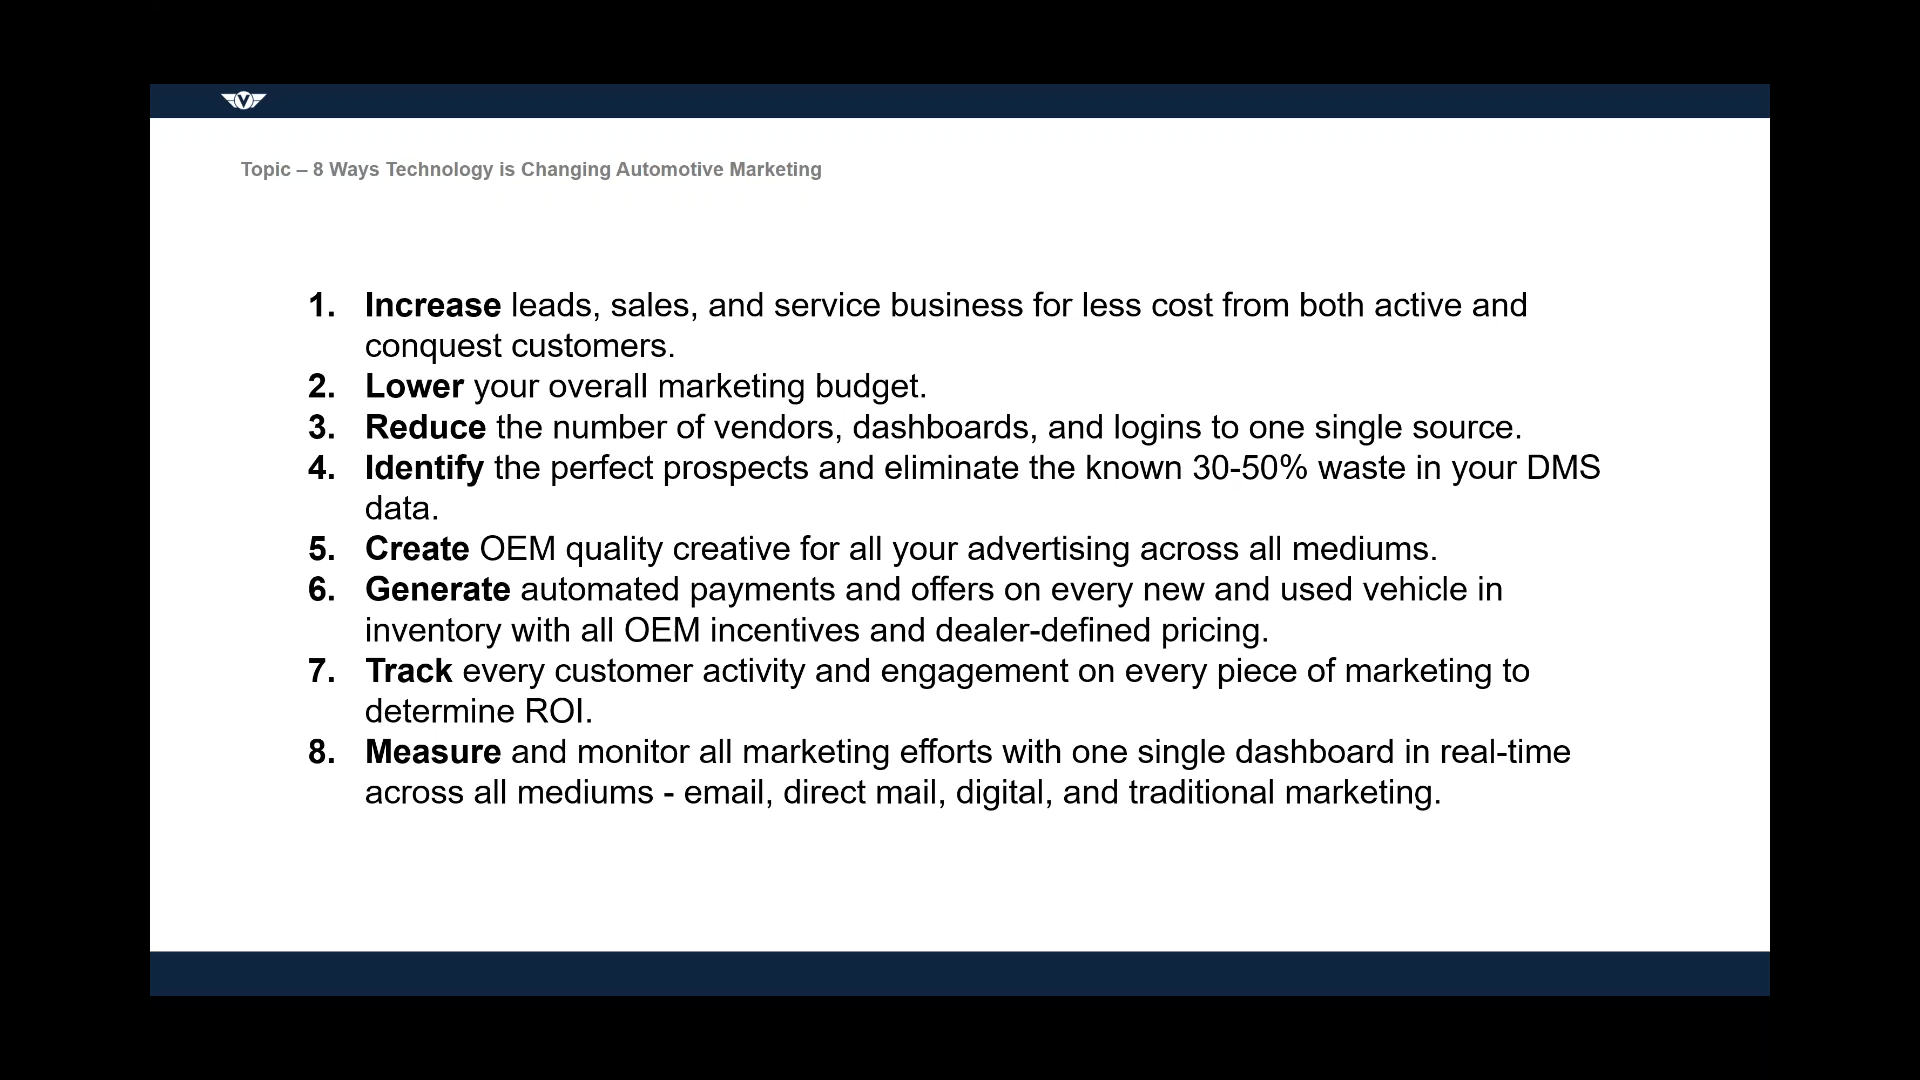 V
Topic – 8 Ways Technology is Changing Automotive Marketing
1. Increase leads, sales, and service business for less cost from both active and
conquest customers.
2. Lower your overall marketing budget.
3. Reduce the number of vendors, dashboards, and logins to one single source.
4. Identify the perfect prospects and eliminate the known 30-50% waste in your DMS
data.
5. Create OEM quality creative for all your advertising across all mediums.
6. Generate automated payments and offers on every new and used vehicle in
inventory with all OEM incentives and dealer-defined pricing.
7. Track every customer activity and engagement on every piece of marketing to
determine ROI.
8. Measure and monitor all marketing efforts with one single dashboard in real-time
across all mediums - email, direct mail, digital, and traditional marketing.